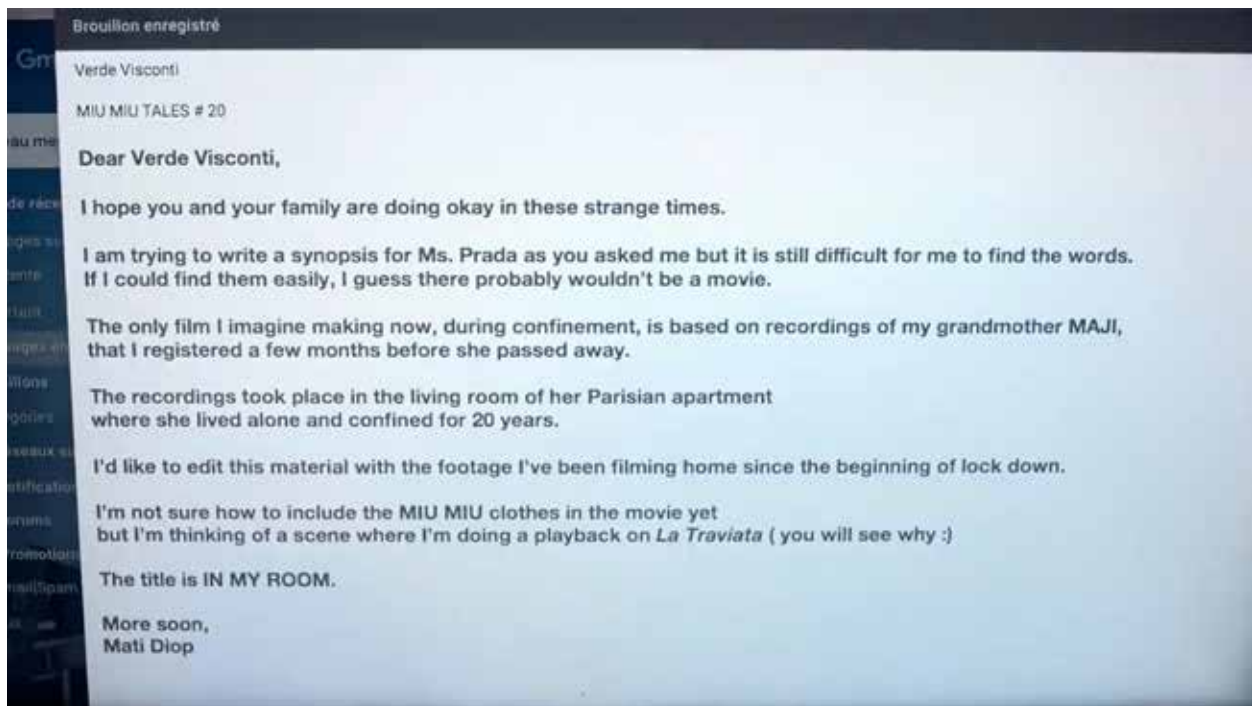 Brouillon enregistré
Gm
Verde Visconti
MIU MIU TALES # 20
au me
Dear Verde Visconti,
I hope you and your family are doing okay in these strange times.
I am trying to write a synopsis for Ms. Prada as you asked me but it is still difficult for me to find the words.
If I could find them easily, I guess there probably wouldn't be a movie.
The only film I imagine making now, during confinement, is based on recordings of my grandmother MAJI,
that I registered a few months before she passed away.
The recordings took place in the living room of her Parisian apartment
where she lived alone and confined for 20 years.
I'd like to edit this material with the footage I've been filming home since the beginning of lock down.
I'm not sure how to include the MIU MIU clothes in the movie yet
but I'm thinking of a scene where I'm doing a playback on La Traviata ( you will see why :)
The title is IN MY ROOM.
More soon,
Mati Diop